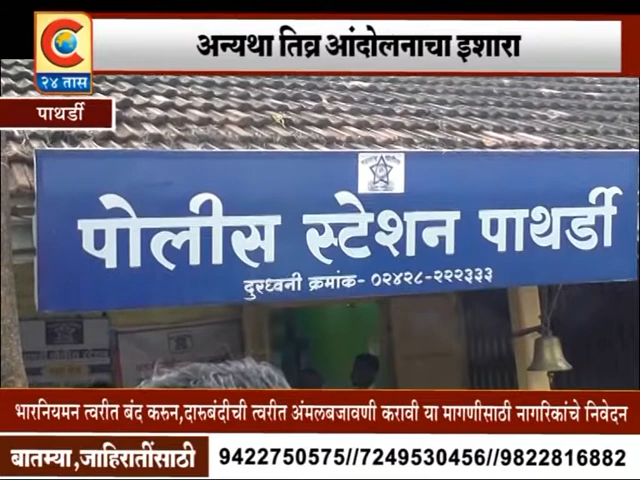 C
२४ तास
अन्यथा तिव्र आंदोलनाचा इशारा
पाथर्डी
पोलीस स्टेशन पाथर्डी
दुरध्वनी क्रमांक- ०२४२८-२२२३३३
भारनियमन त्वरीत बंद करुन,दारुबंदीची त्वरीत अंमलबजावणी करावी या मागणीसाठी नागरिकांचे निवेदन
बातम्या,जाहिरातींसाठी
9422750575//7249530456//9822816882